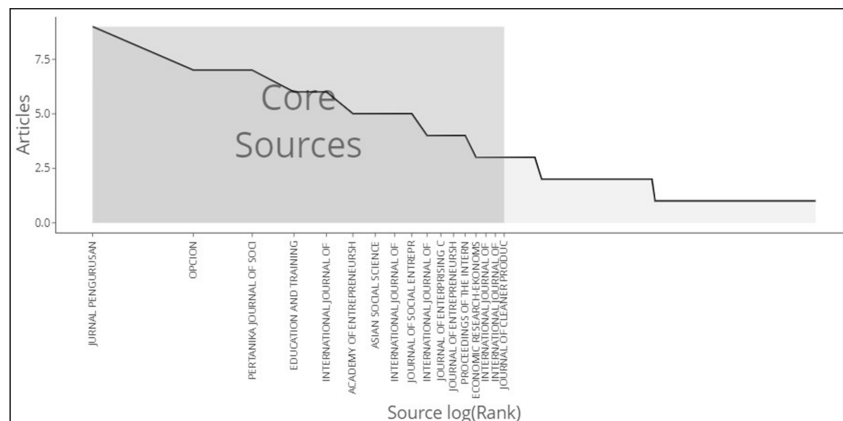 Articles
7.5
5.0
2.5
0.0
Core
Sources
JURNAL PENGURUSAN
OPCION
PERTANIKA JOURNAL OF SOCI
EDUCATION AND TRAINING
INTERNATIONAL JOURNAL OF
ACADEMY OF ENTREPRENEURSH
ASIAN SOCIAL SCIENCE
INTERNATIONAL JOURNAL OF
JOURNAL OF SOCIAL ENTREPR
INTERNATIONAL JOURNAL OF
JOURNAL OF ENTERPRISING C
JOURNAL OF ENTREPRENEURSH
PROCEEDINGS OF THE INTERN
ECONOMIC RESEARCH-EKONOMS
INTERNATIONAL JOURNAL OF
INTERNATIONAL JOURNAL OF
JOURNAL OF CLEANER PRODUC
Source log(Rank)